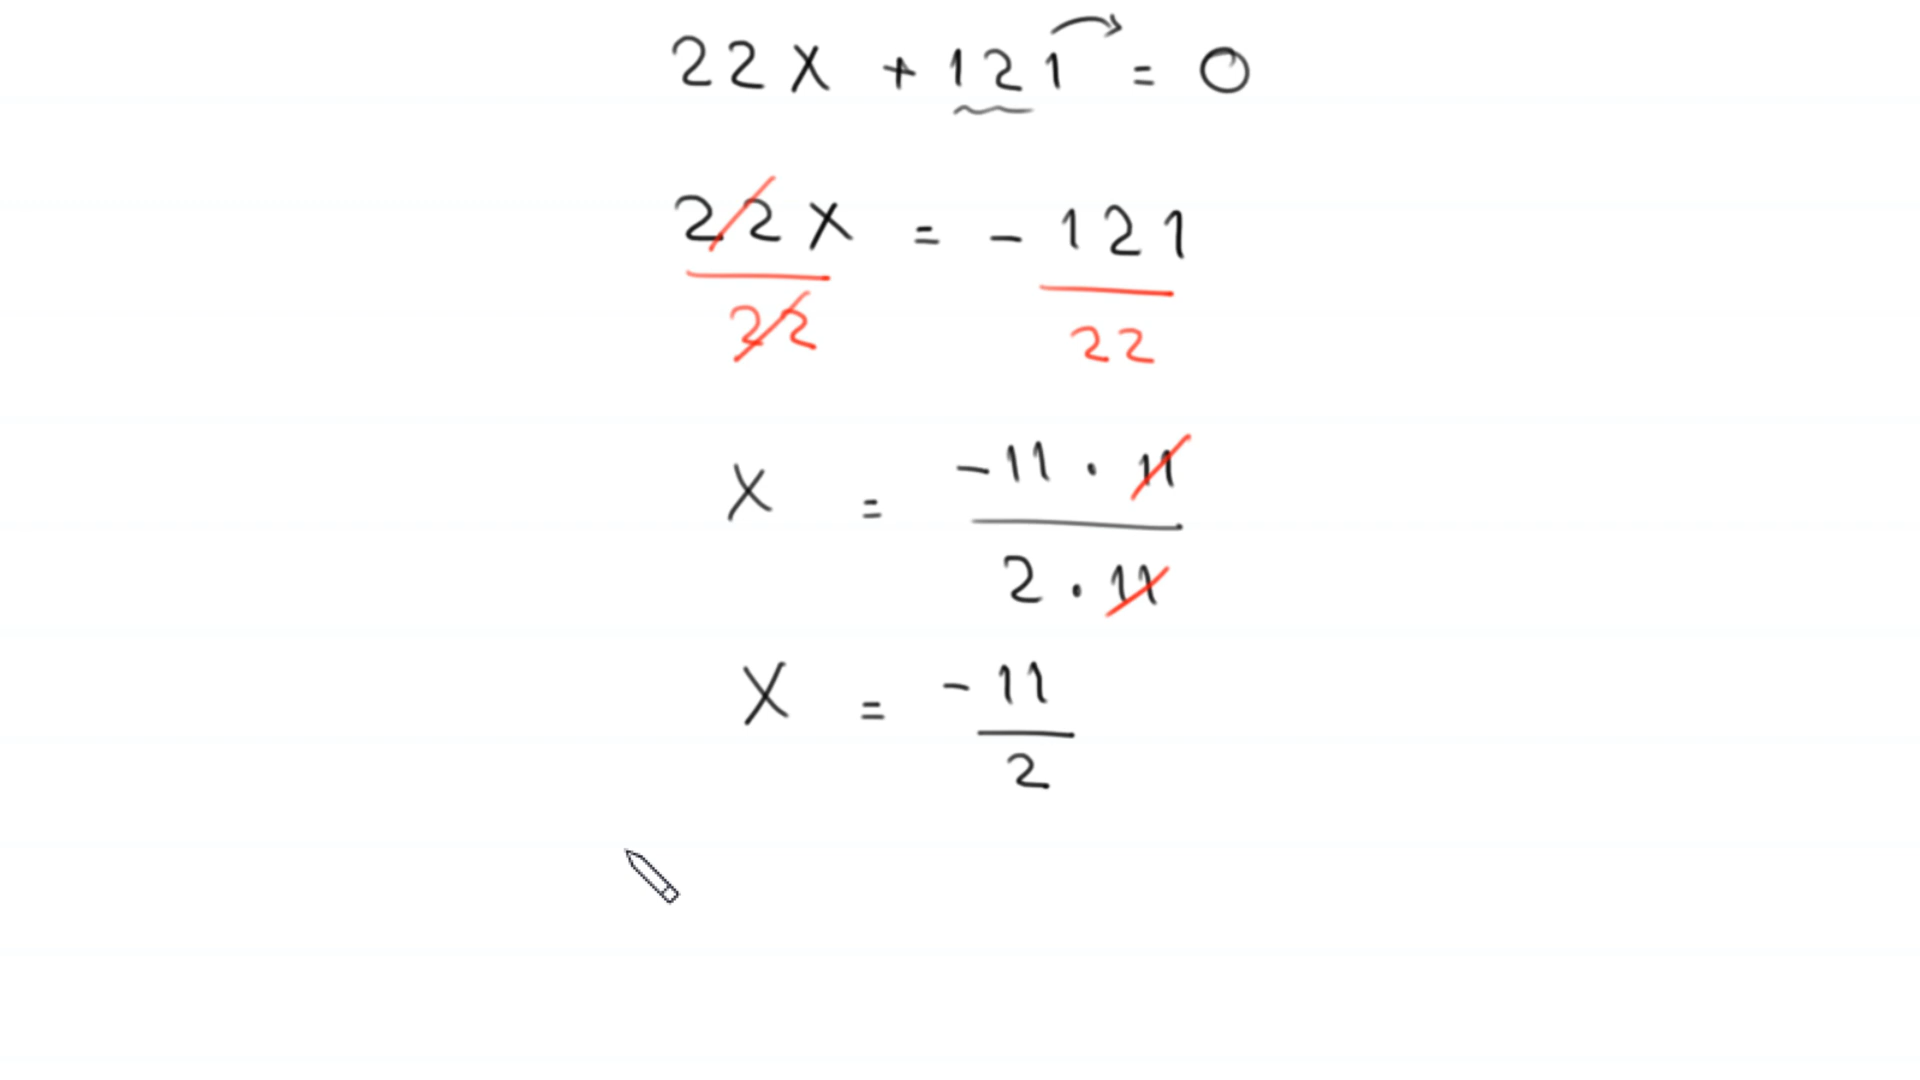 22x + 121 = 0
22x = - 121
22 22
x = -11 · 11
2 · 11
x = -11
2